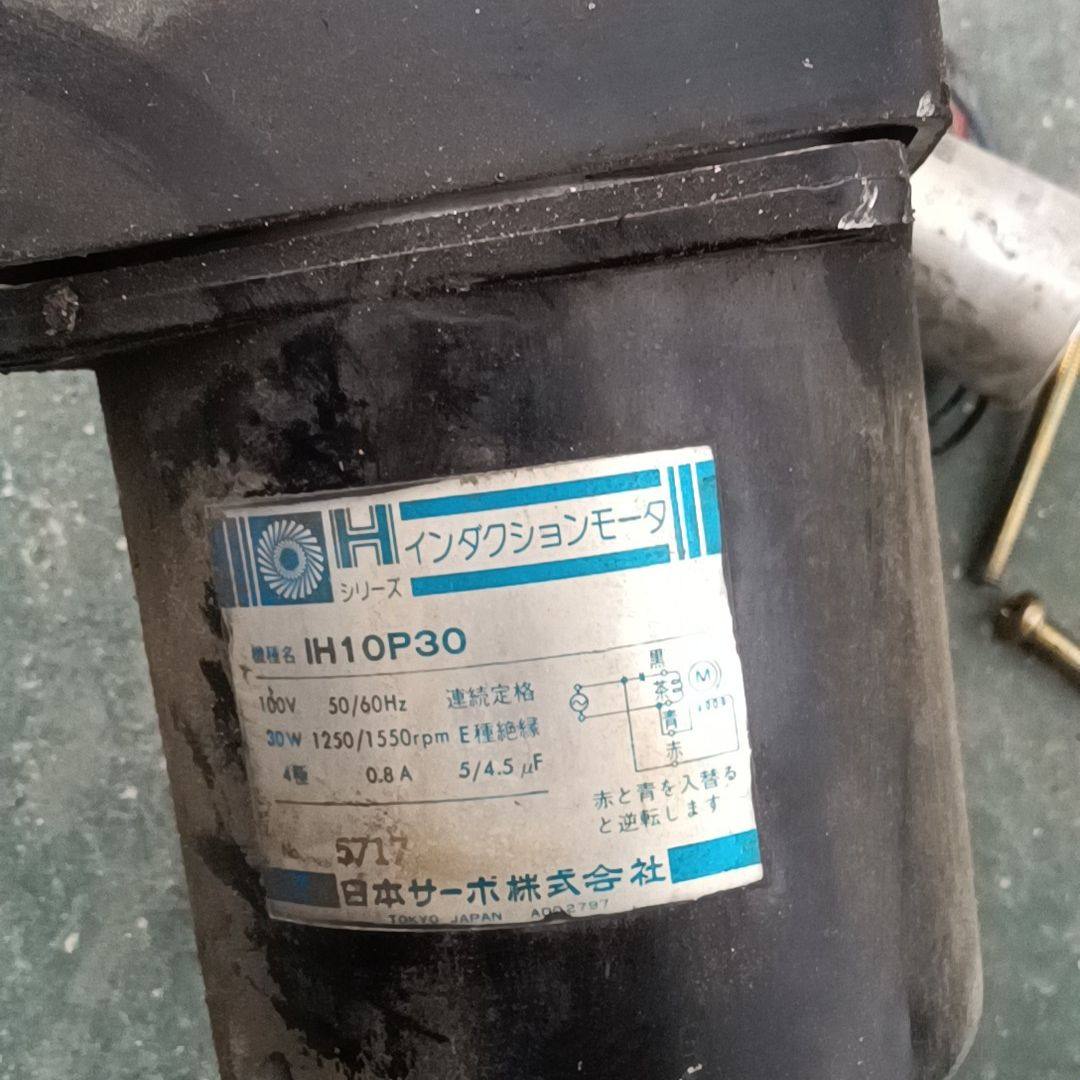 H インダクションモータ
シリーズ
機種名 IH10P30
100V 50/60Hz 連続定格
30W 1250/1550rpm E種絶縁
4極 0.8A 5/4.5μF
黒
M
茶
青
赤
赤と青を入替る
と逆転します
No. 5717
日本サーボ株式会社
TOKYO JAPAN